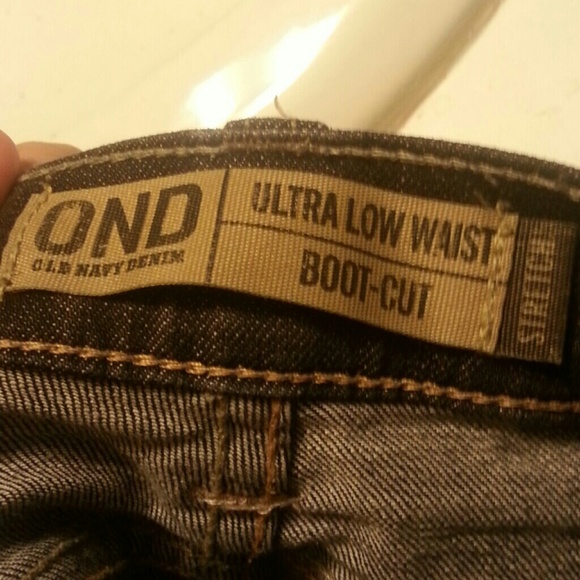 OND
OLD NAVY DENIM
ULTRA LOW WAIST
BOOT-CUT
STRETCH